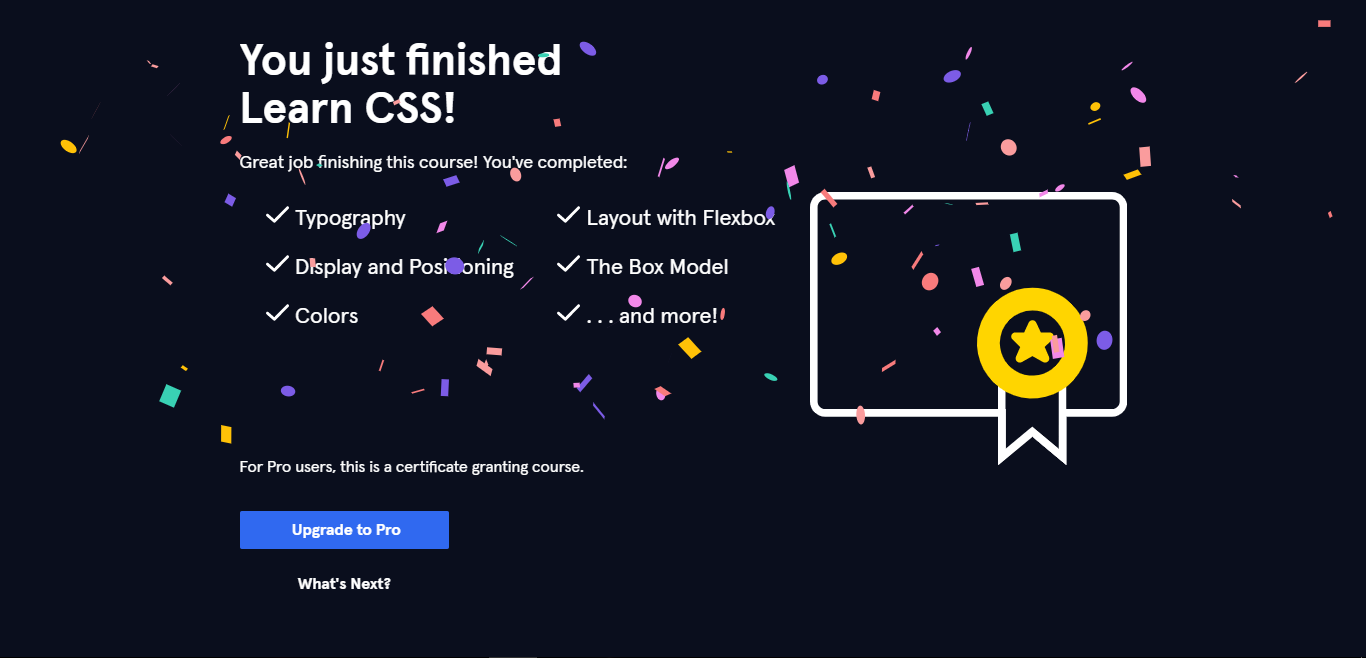 You just finished
Learn CSS!
Great job finishing this course! You've completed:
Typography
Layout with Flexbox
Display and Positioning
The Box Model
Colors
. . . and more!
For Pro users, this is a certificate granting course.
Upgrade to Pro
What's Next?